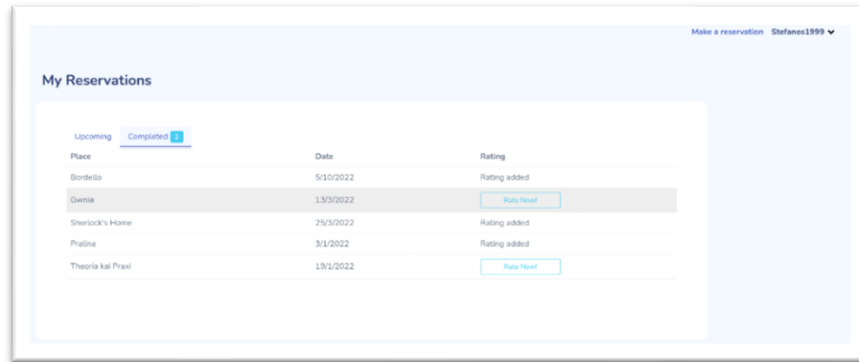 Make a reservation Stefanos1999
My Reservations
Upcoming Completed 2
Place Date Rating
Bordello 5/10/2022 Rating added
Gwnia 13/3/2022 Rate Now!
Sherlock's Home 25/3/2022 Rating added
Pralina 3/1/2022 Rating added
Theoria kai Praxi 19/1/2022 Rate Now!